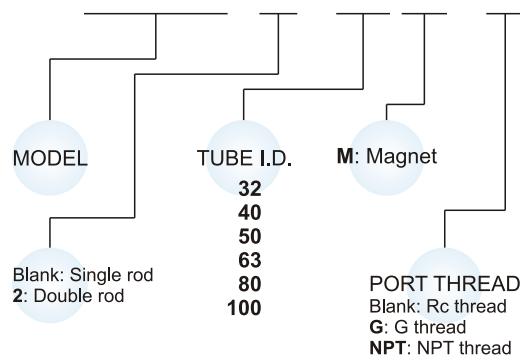 MODEL
TUBE I.D.
32
40
50
63
80
100
M: Magnet
Blank: Single rod
2: Double rod
PORT THREAD
Blank: Rc thread
G: G thread
NPT: NPT thread